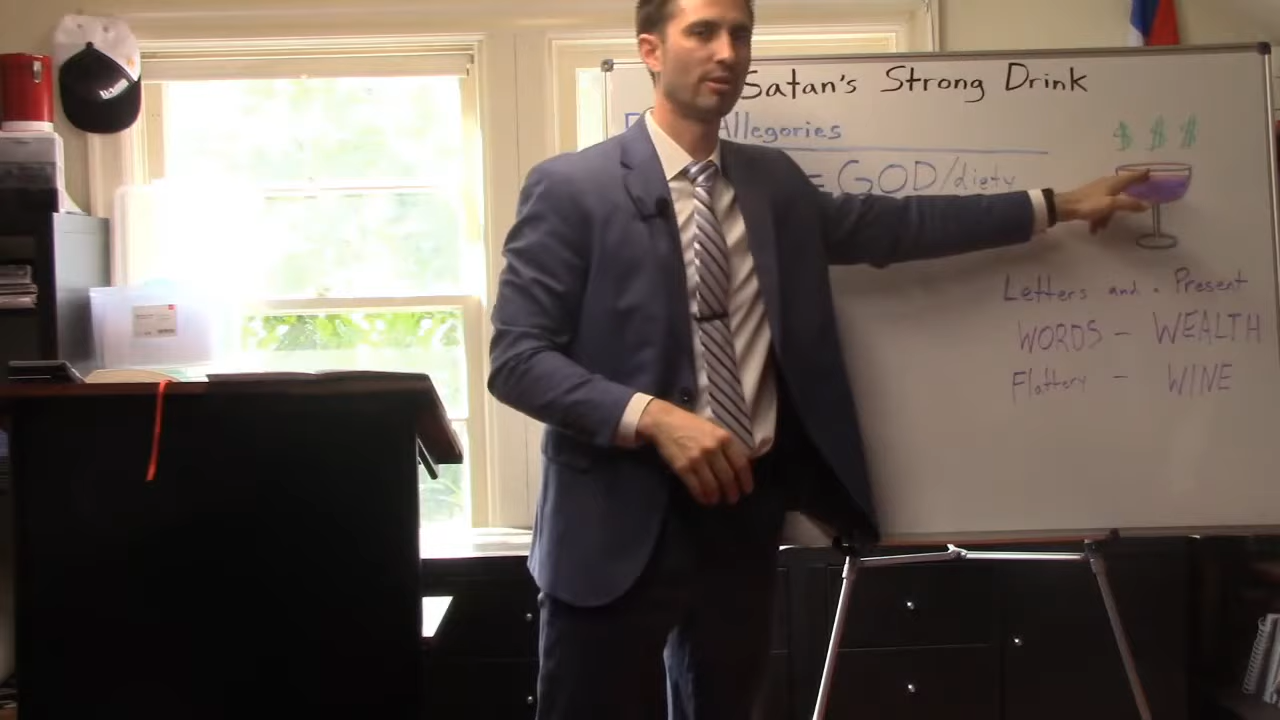 Satan's Strong Drink
Allegories
$ $ $
= GOD/diety
Letters and a Present
WORDS - WEALTH
Flattery - WINE